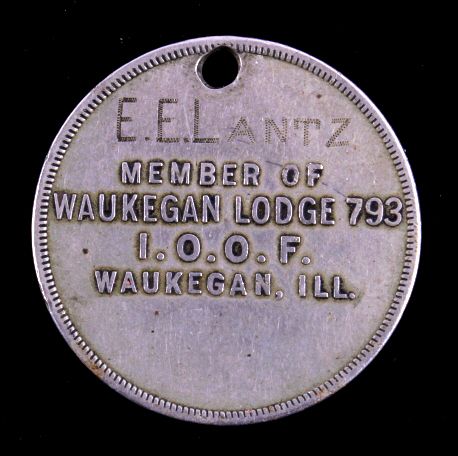 E.E.LANTZ
MEMBER OF
WAUKEGAN LODGE 793
I.O.O.F.
WAUKEGAN, ILL.